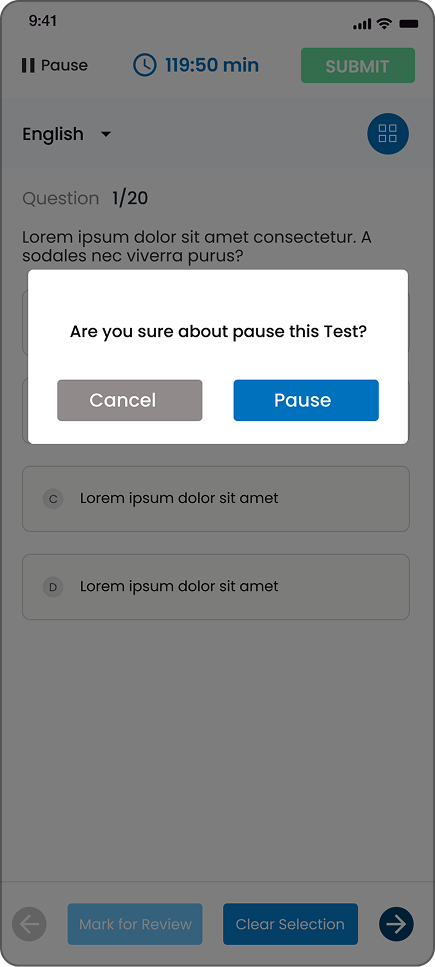 9:41
Pause
119:50 min
SUBMIT
English
Question 1/20
Lorem ipsum dolor sit amet consectetur. A
sodales nec viverra purus?
Are you sure about pause this Test?
Cancel
Pause
C Lorem ipsum dolor sit amet
D Lorem ipsum dolor sit amet
Mark for Review
Clear Selection